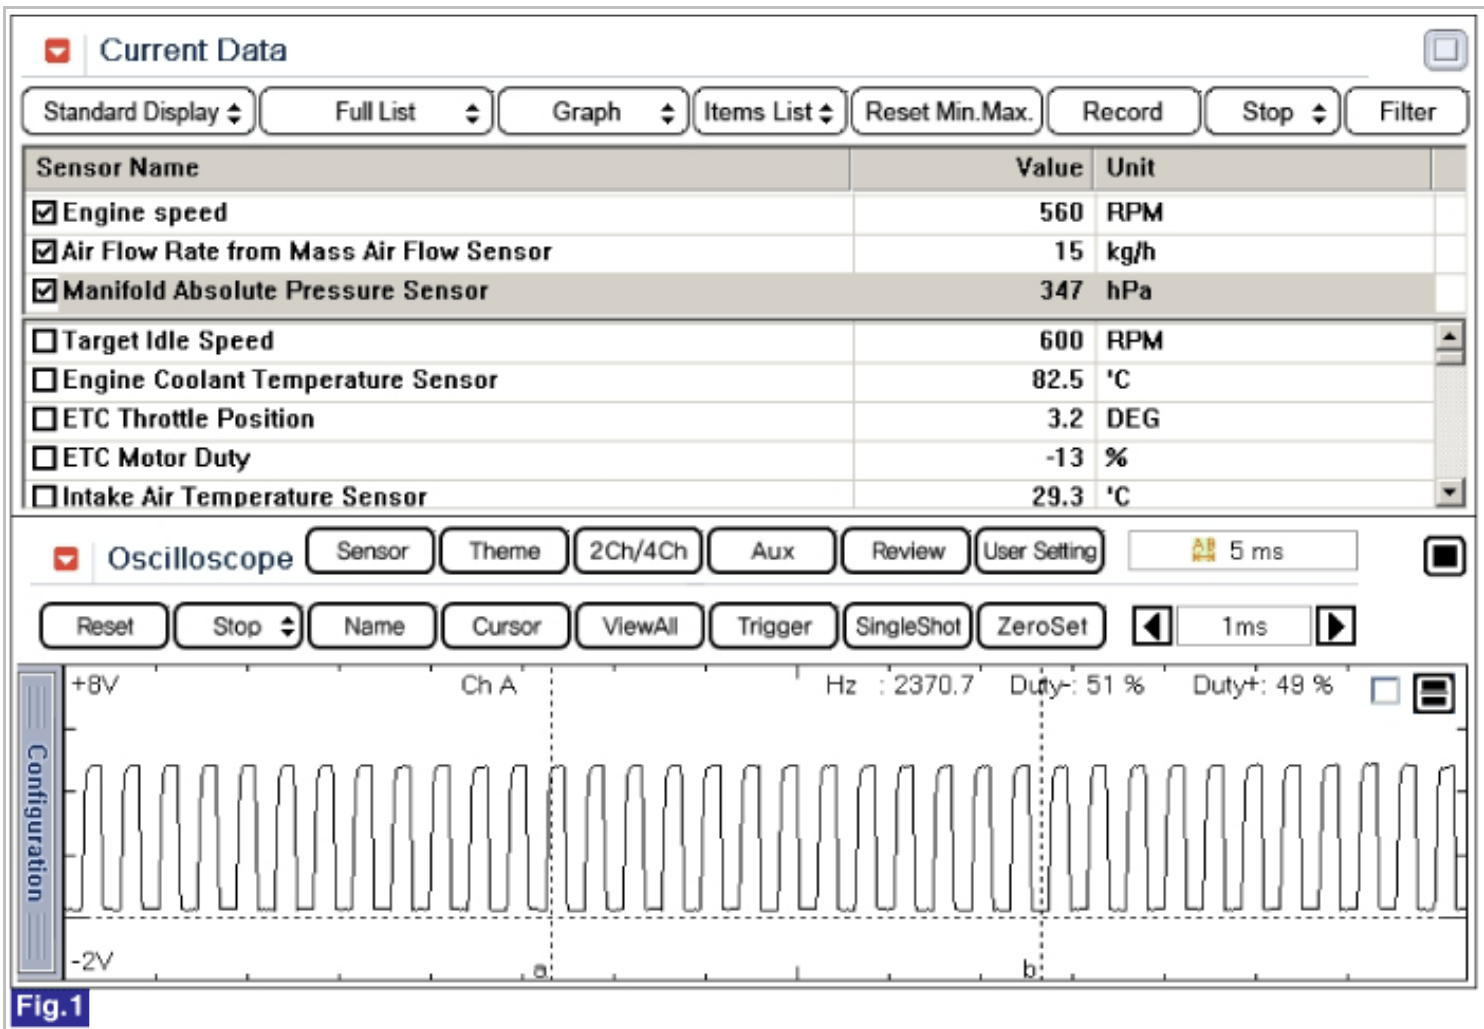 Current Data
Standard Display Full List Graph Items List Reset Min.Max. Record Stop Filter
Sensor Name Value Unit
Engine speed 560 RPM
Air Flow Rate from Mass Air Flow Sensor 15 kg/h
Manifold Absolute Pressure Sensor 347 hPa
Target Idle Speed 600 RPM
Engine Coolant Temperature Sensor 82.5 'C
ETC Throttle Position 3.2 DEG
ETC Motor Duty -13 %
Intake Air Temperature Sensor 29.3 'C
Oscilloscope Sensor Theme 2Ch/4Ch Aux Review User Setting AB 5 ms
Reset Stop Name Cursor ViewAll Trigger SingleShot ZeroSet 1ms
+8V Ch A Hz : 2370.7 Duty-: 51 % Duty+: 49 %
Configuration
-2V a b
Fig.1